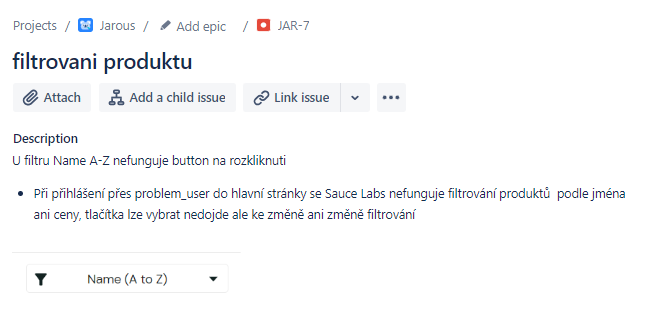 Projects / Jarous / Add epic / JAR-7
filtrovani produktu
Attach Add a child issue Link issue
Description
U filtru Name A-Z nefunguje button na rozkliknuti
• Při přihlášení přes problem_user do hlavní stránky se Sauce Labs nefunguje filtrování produktů podle jména
ani ceny, tlačítka lze vybrat nedojde ale ke změně ani změně filtrování
Name (A to Z)